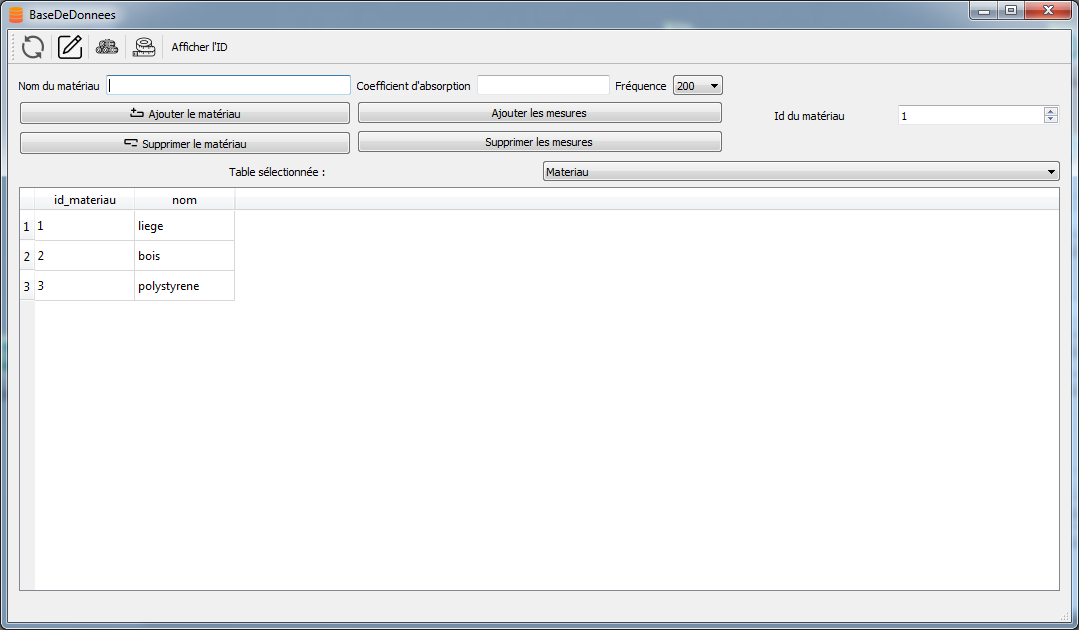 BaseDeDonnees
Afficher l'ID
Nom du matériau Coefficient d'absorption Fréquence 200
Ajouter le matériau Ajouter les mesures Id du matériau 1
Supprimer le matériau Supprimer les mesures
Table sélectionnée : Materiau
id_materiau nom
1 1 liege
2 2 bois
3 3 polystyrene